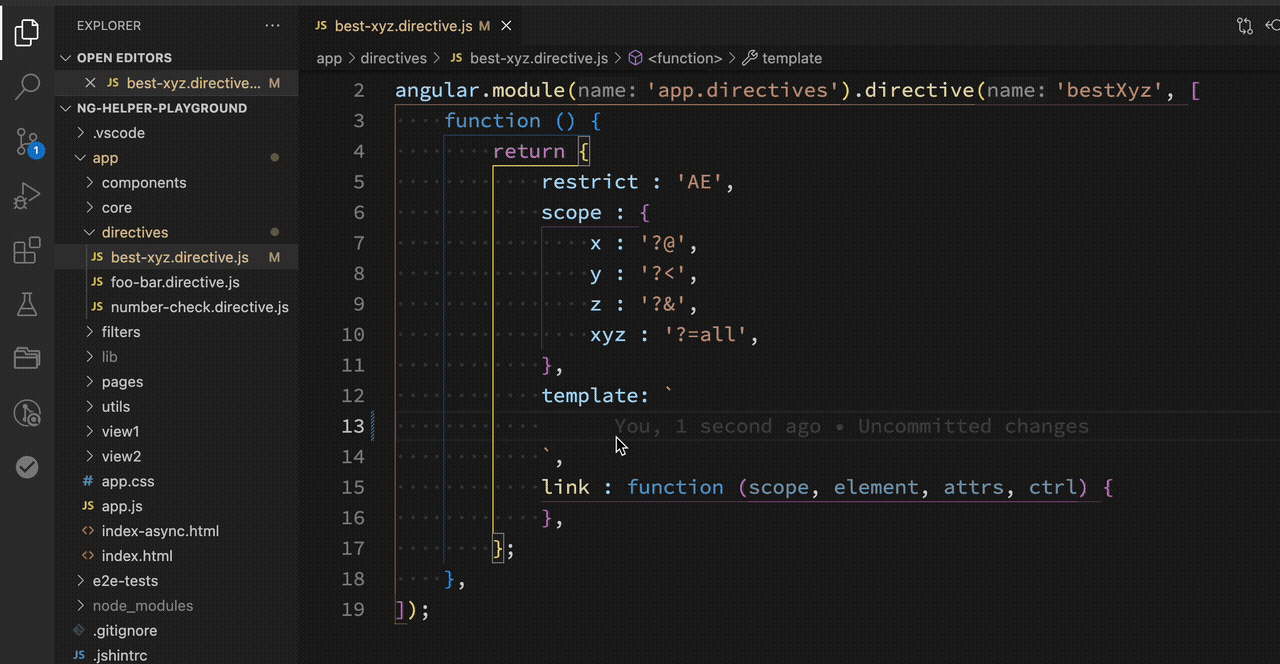 EXPLORER
OPEN EDITORS
JS best-xyz.directive... M
NG-HELPER-PLAYGROUND
.vscode
app
components
core
directives
JS best-xyz.directive.js M
JS foo-bar.directive.js
JS number-check.directive.js
filters
lib
pages
utils
view1
view2
# app.css
JS app.js
<> index-async.html
<> index.html
e2e-tests
node_modules
.gitignore
JS .jshintrc
1
JS best-xyz.directive.js M
app > directives > JS best-xyz.directive.js > <function> > template
2 angular.module(name: 'app.directives').directive(name: 'bestXyz', [
3 function () {
4 return {
5 restrict : 'AE',
6 scope : {
7 x : '?@',
8 y : '?<',
9 z : '?&',
10 xyz : '?=all',
11 },
12 template: `
13 You, 1 second ago • Uncommitted changes
14 `,
15 link : function (scope, element, attrs, ctrl) {
16 },
17 };
18 },
19 ]);